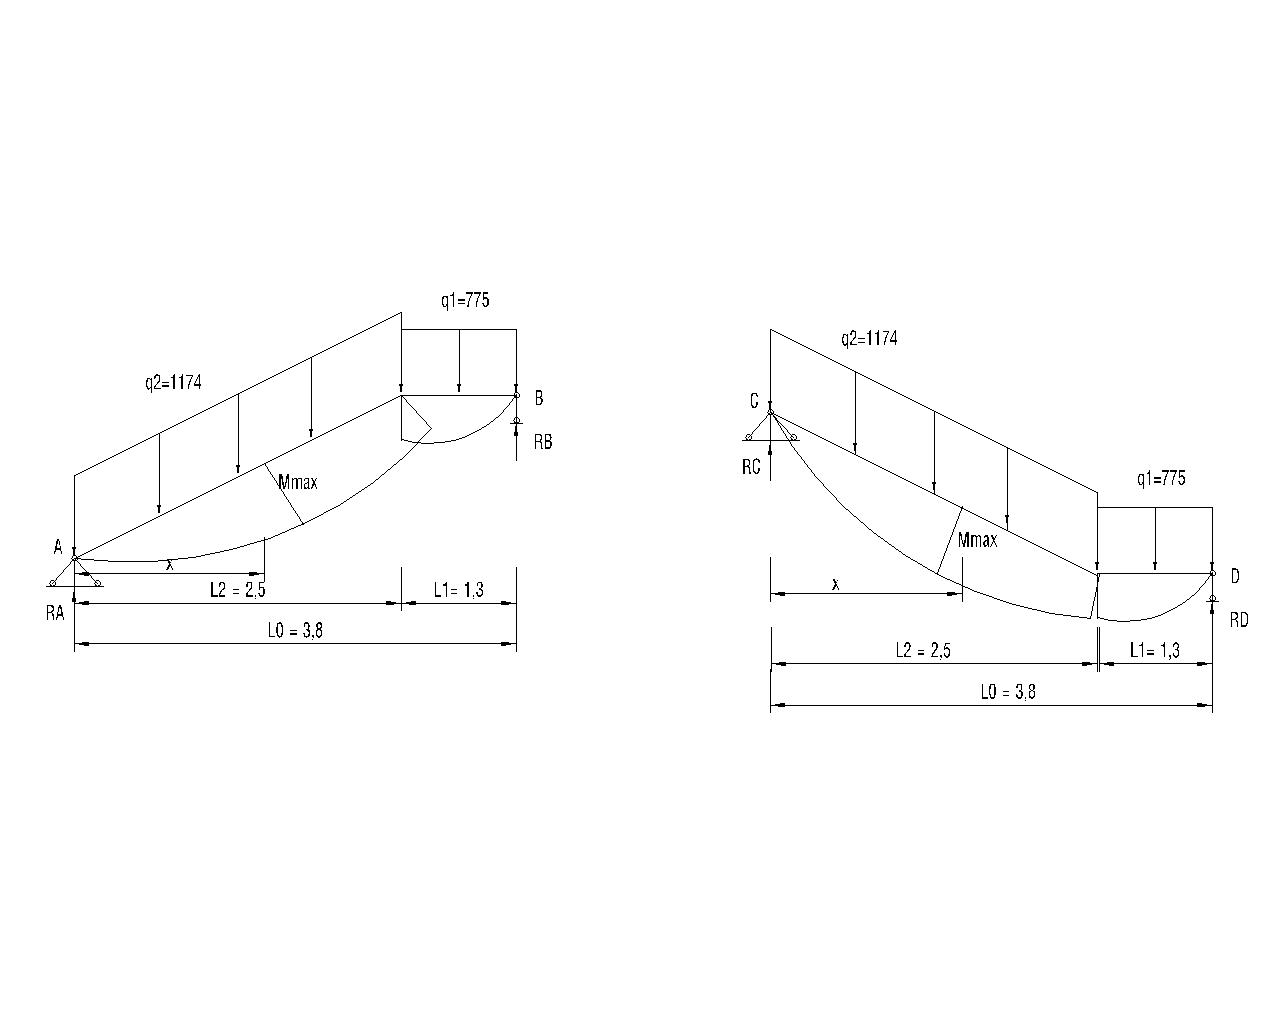 q1=775
q2=1174
B
RB
Mmax
A
x
RA
L2 = 2,5
L1= 1,3
L0 = 3,8
q2=1174
C
RC
q1=775
Mmax
D
x
RD
L2 = 2,5
L1= 1,3
L0 = 3,8